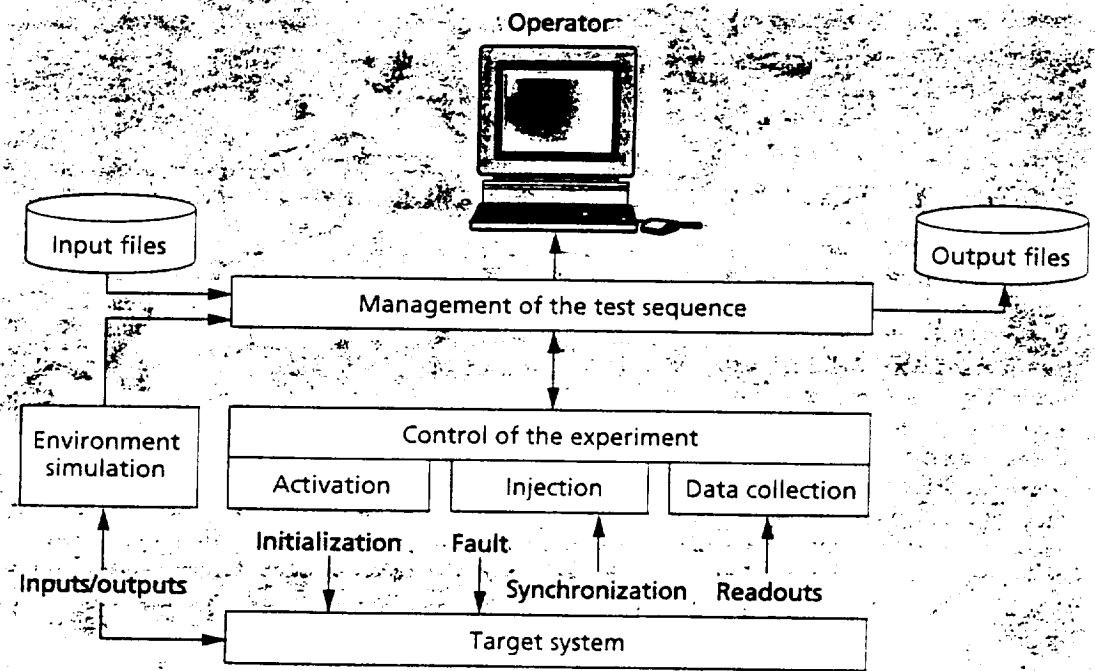 Operator
Input files
Output files
Management of the test sequence
Environment
simulation
Control of the experiment
Activation
Injection
Data collection
Initialization
Fault
Inputs/outputs
Synchronization
Readouts
Target system